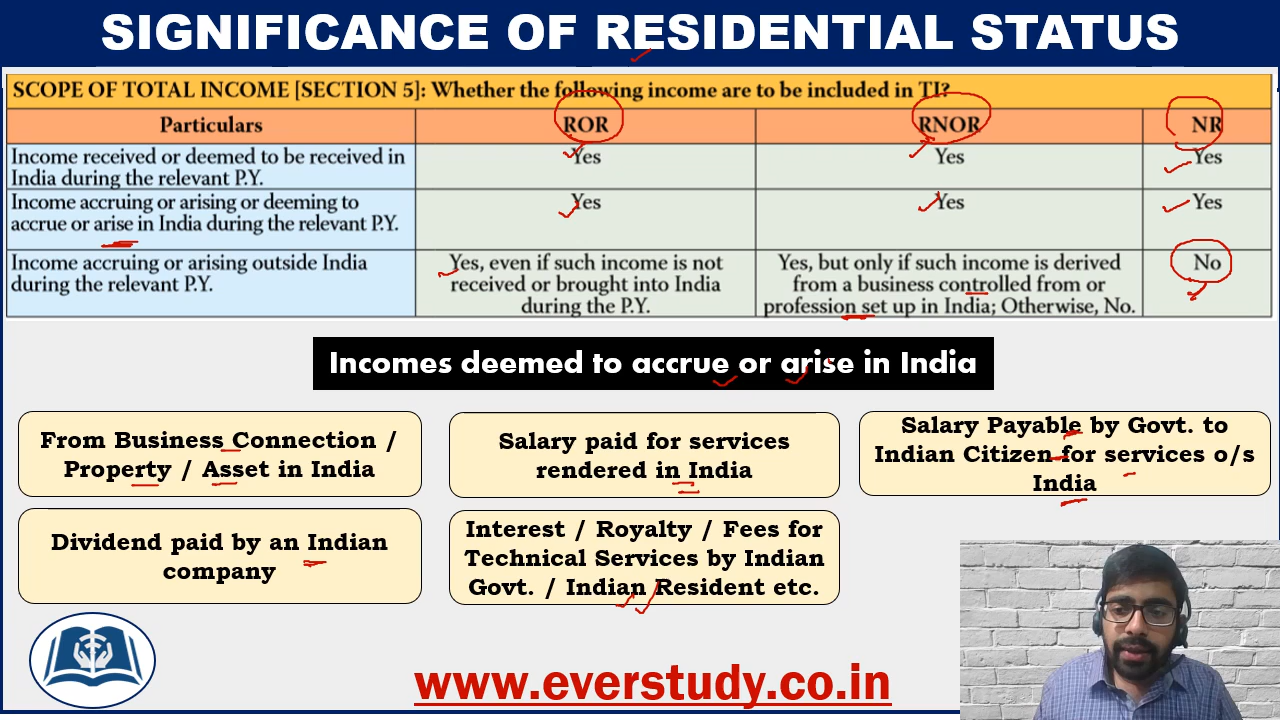 SIGNIFICANCE OF RESIDENTIAL STATUS
SCOPE OF TOTAL INCOME [SECTION 5]: Whether the following income are to be included in TI?
Particulars
ROR
RNOR
NR
Income received or deemed to be received in
India during the relevant P.Y.
Yes
Yes
Yes
Income accruing or arising or deeming to
accrue or arise in India during the relevant P.Y.
Yes
Yes
Yes
Income accruing or arising outside India
during the relevant P.Y.
Yes, even if such income is not
received or brought into India
during the P.Y.
Yes, but only if such income is derived
from a business controlled from or
profession set up in India; Otherwise, No.
No
Incomes deemed to accrue or arise in India
From Business Connection /
Property / Asset in India
Salary paid for services
rendered in India
Salary Payable by Govt. to
Indian Citizen for services o/s
India
Dividend paid by an Indian
company
Interest / Royalty / Fees for
Technical Services by Indian
Govt. / Indian Resident etc.
www.everstudy.co.in